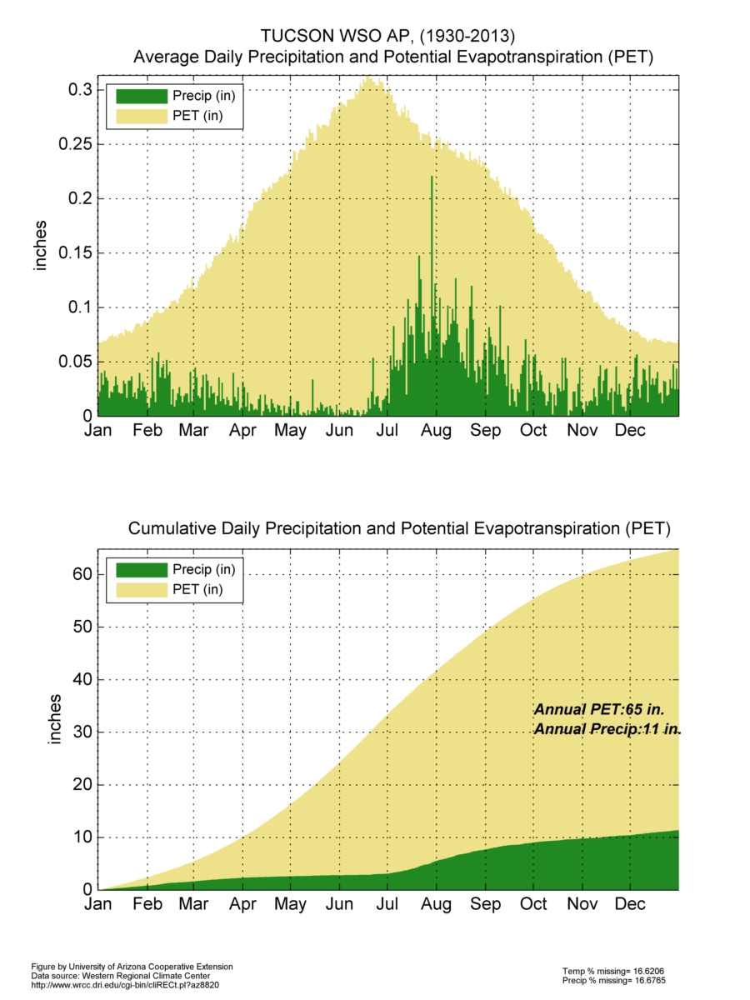 TUCSON WSO AP, (1930-2013)
Average Daily Precipitation and Potential Evapotranspiration (PET)
Precip (in)
PET (in)
0.3
0.25
0.2
0.15
0.1
0.05
0
inches
Jan Feb Mar Apr May Jun Jul Aug Sep Oct Nov Dec
Cumulative Daily Precipitation and Potential Evapotranspiration (PET)
Precip (in)
PET (in)
60
50
40
30
20
10
0
inches
Annual PET:65 in.
Annual Precip:11 in.
Jan Feb Mar Apr May Jun Jul Aug Sep Oct Nov Dec
Figure by University of Arizona Cooperative Extension
Data source: Western Regional Climate Center
http://www.wrcc.dri.edu/cgi-bin/cliRECt.pl?az8820
Temp % missing= 16.6206
Precip % missing= 16.6765